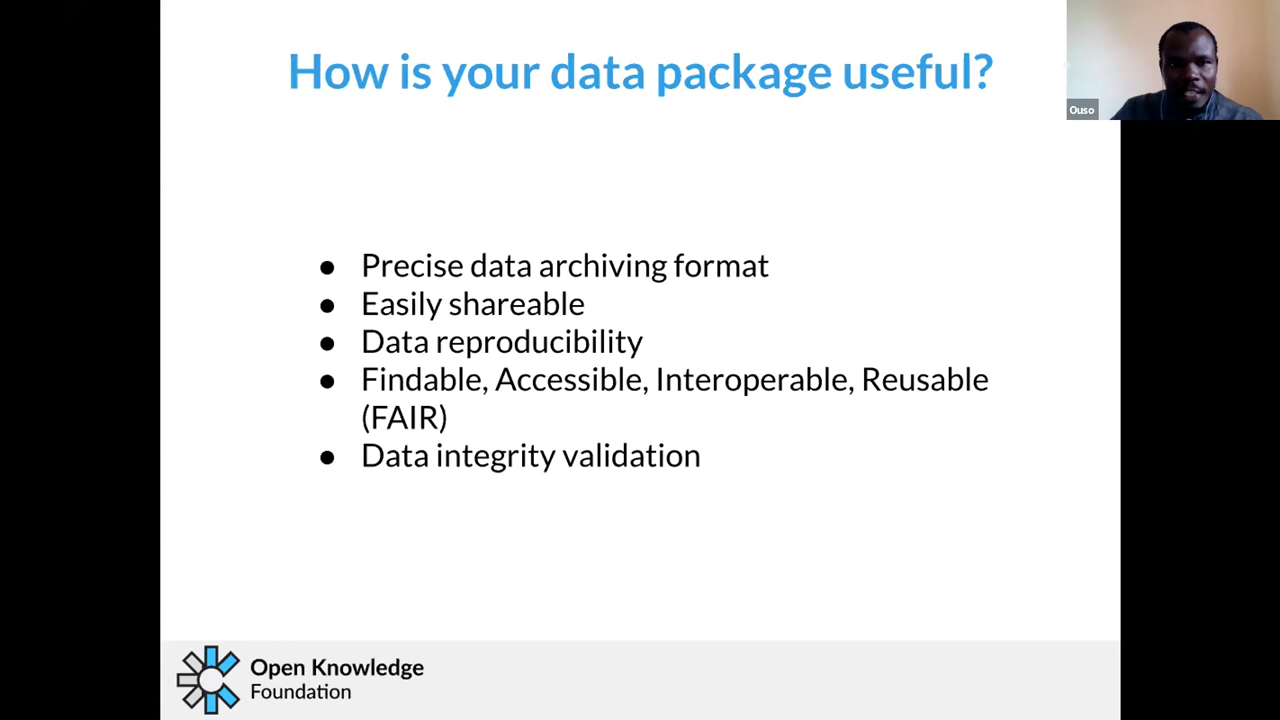 How is your data package useful?
Ouso
● Precise data archiving format
● Easily shareable
● Data reproducibility
● Findable, Accessible, Interoperable, Reusable
(FAIR)
● Data integrity validation
Open Knowledge
Foundation